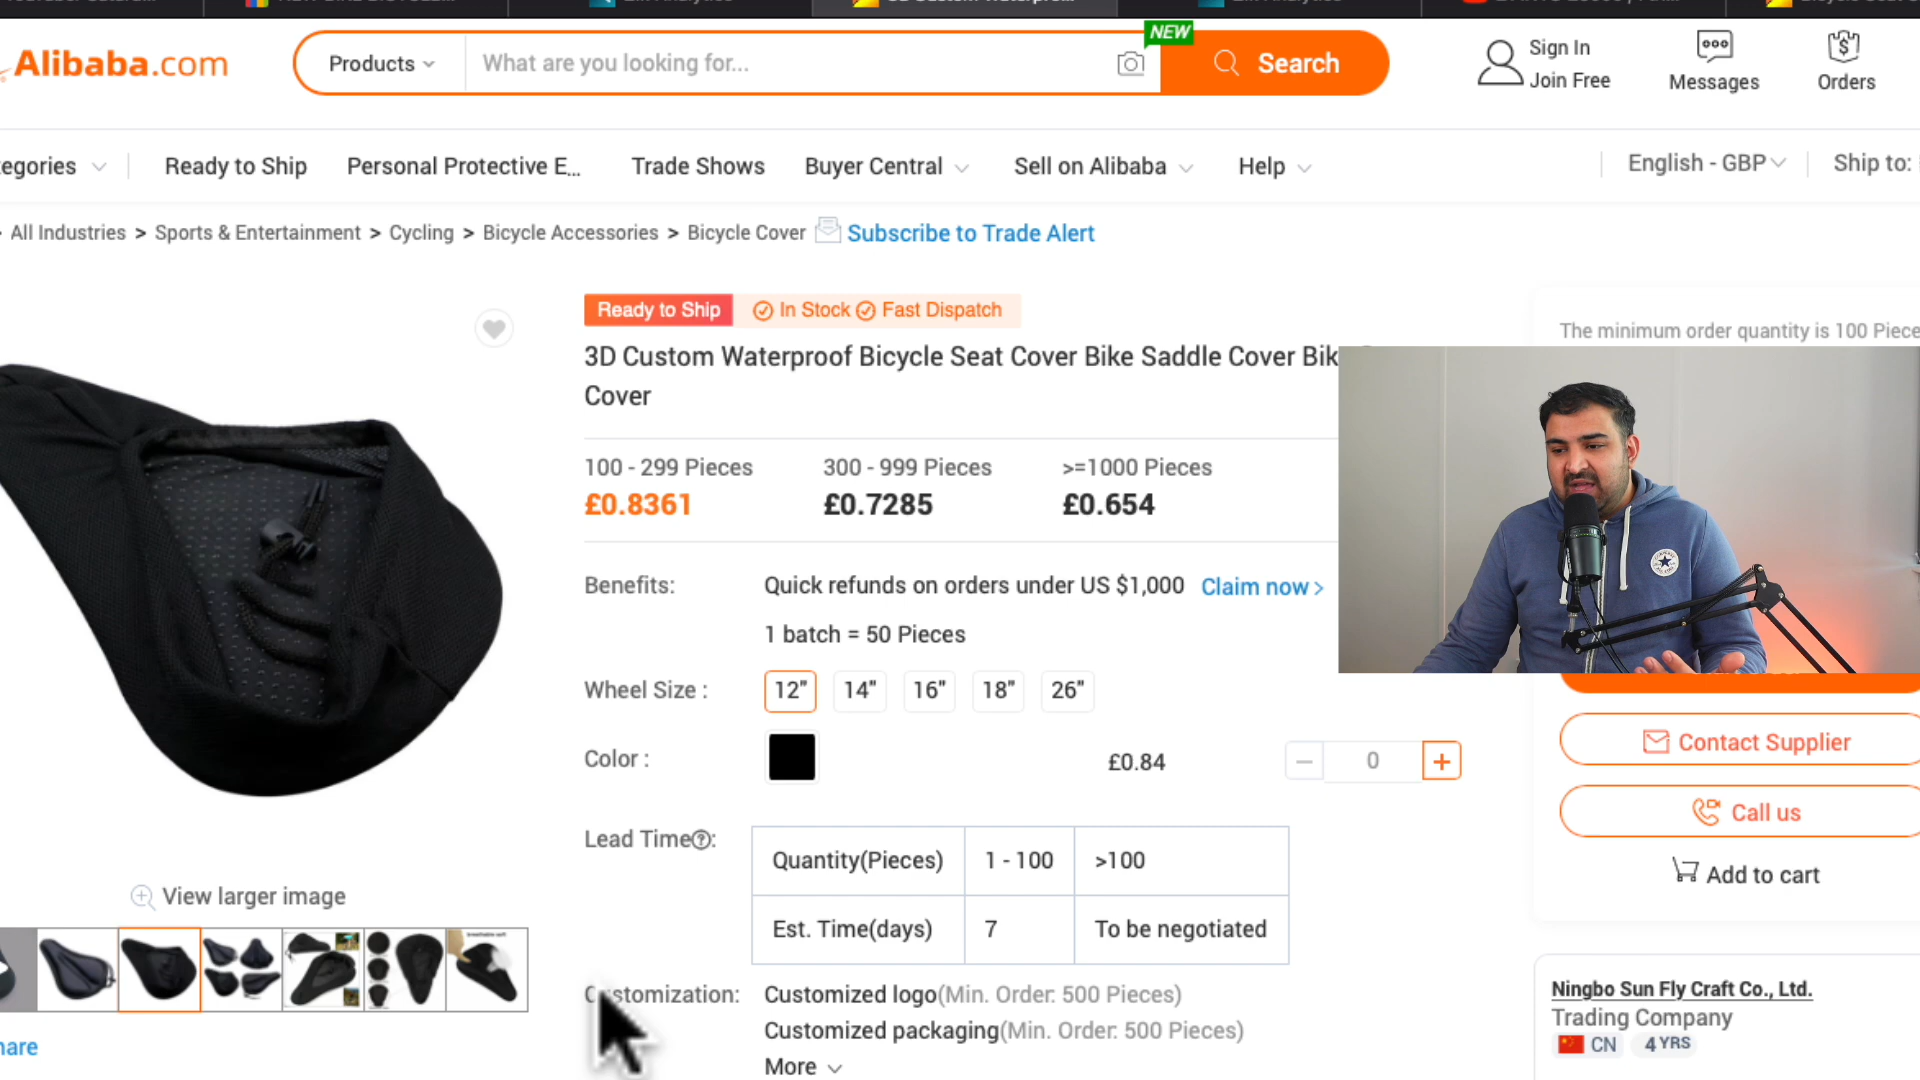 Alibaba.com
Products
What are you looking for...
NEW
Search
Sign In
Join Free
Messages
Orders
egories
Ready to Ship
Personal Protective E...
Trade Shows
Buyer Central
Sell on Alibaba
Help
English - GBP
Ship to:
All Industries > Sports & Entertainment > Cycling > Bicycle Accessories > Bicycle Cover
Subscribe to Trade Alert
Ready to Ship
In Stock
Fast Dispatch
3D Custom Waterproof Bicycle Seat Cover Bike Saddle Cover Bik
Cover
The minimum order quantity is 100 Piece
100 - 299 Pieces
300 - 999 Pieces
>=1000 Pieces
£0.8361
£0.7285
£0.654
Benefits:
Quick refunds on orders under US $1,000
Claim now >
1 batch = 50 Pieces
Wheel Size :
12"
14"
16"
18"
26"
Color :
£0.84
0
Contact Supplier
Call us
Add to cart
Lead Time :
Quantity(Pieces)
1 - 100
>100
Est. Time(days)
7
To be negotiated
View larger image
Customization:
Customized logo(Min. Order: 500 Pieces)
Customized packaging(Min. Order: 500 Pieces)
More
hare
Ningbo Sun Fly Craft Co., Ltd.
Trading Company
CN
4 YRS